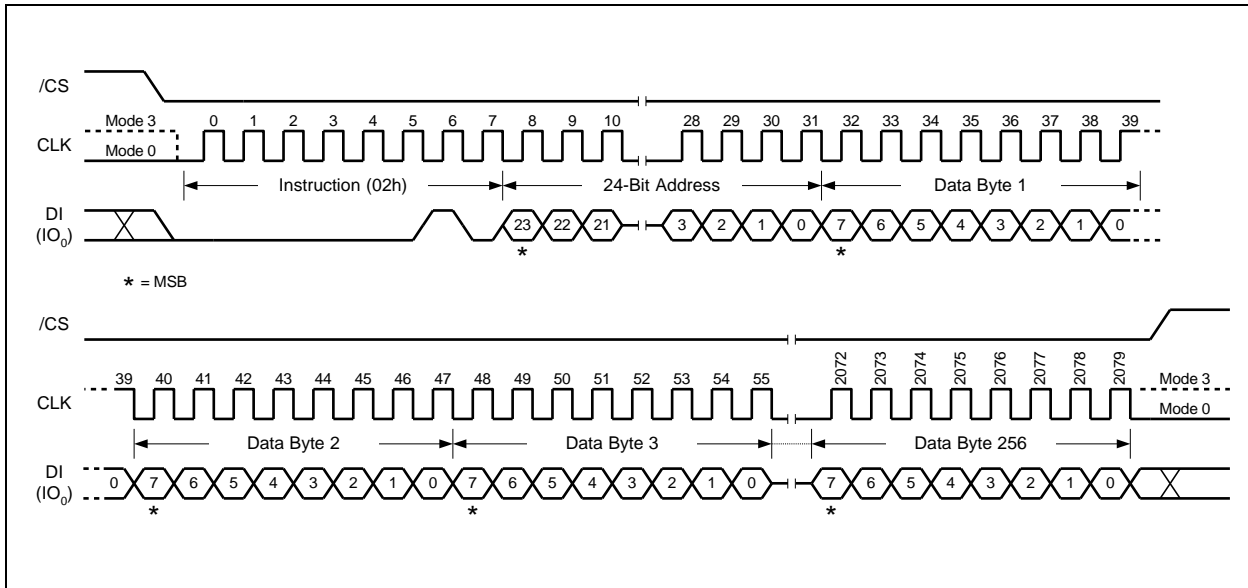 /CS
Mode 3
0 1 2 3 4 5 6 7 8 9 10 28 29 30 31 32 33 34 35 36 37 38 39
CLK
Mode 0
Instruction (02h) 24-Bit Address Data Byte 1
DI
(IO0)
23 22 21 3 2 1 0 7 6 5 4 3 2 1 0
* *
* = MSB
/CS
39 40 41 42 43 44 45 46 47 48 49 50 51 52 53 54 55 2072 2073 2074 2075 2076 2077 2078 2079
Mode 3
CLK
Mode 0
Data Byte 2 Data Byte 3 Data Byte 256
DI
(IO0)
0 7 6 5 4 3 2 1 0 7 6 5 4 3 2 1 0 7 6 5 4 3 2 1 0
* * *